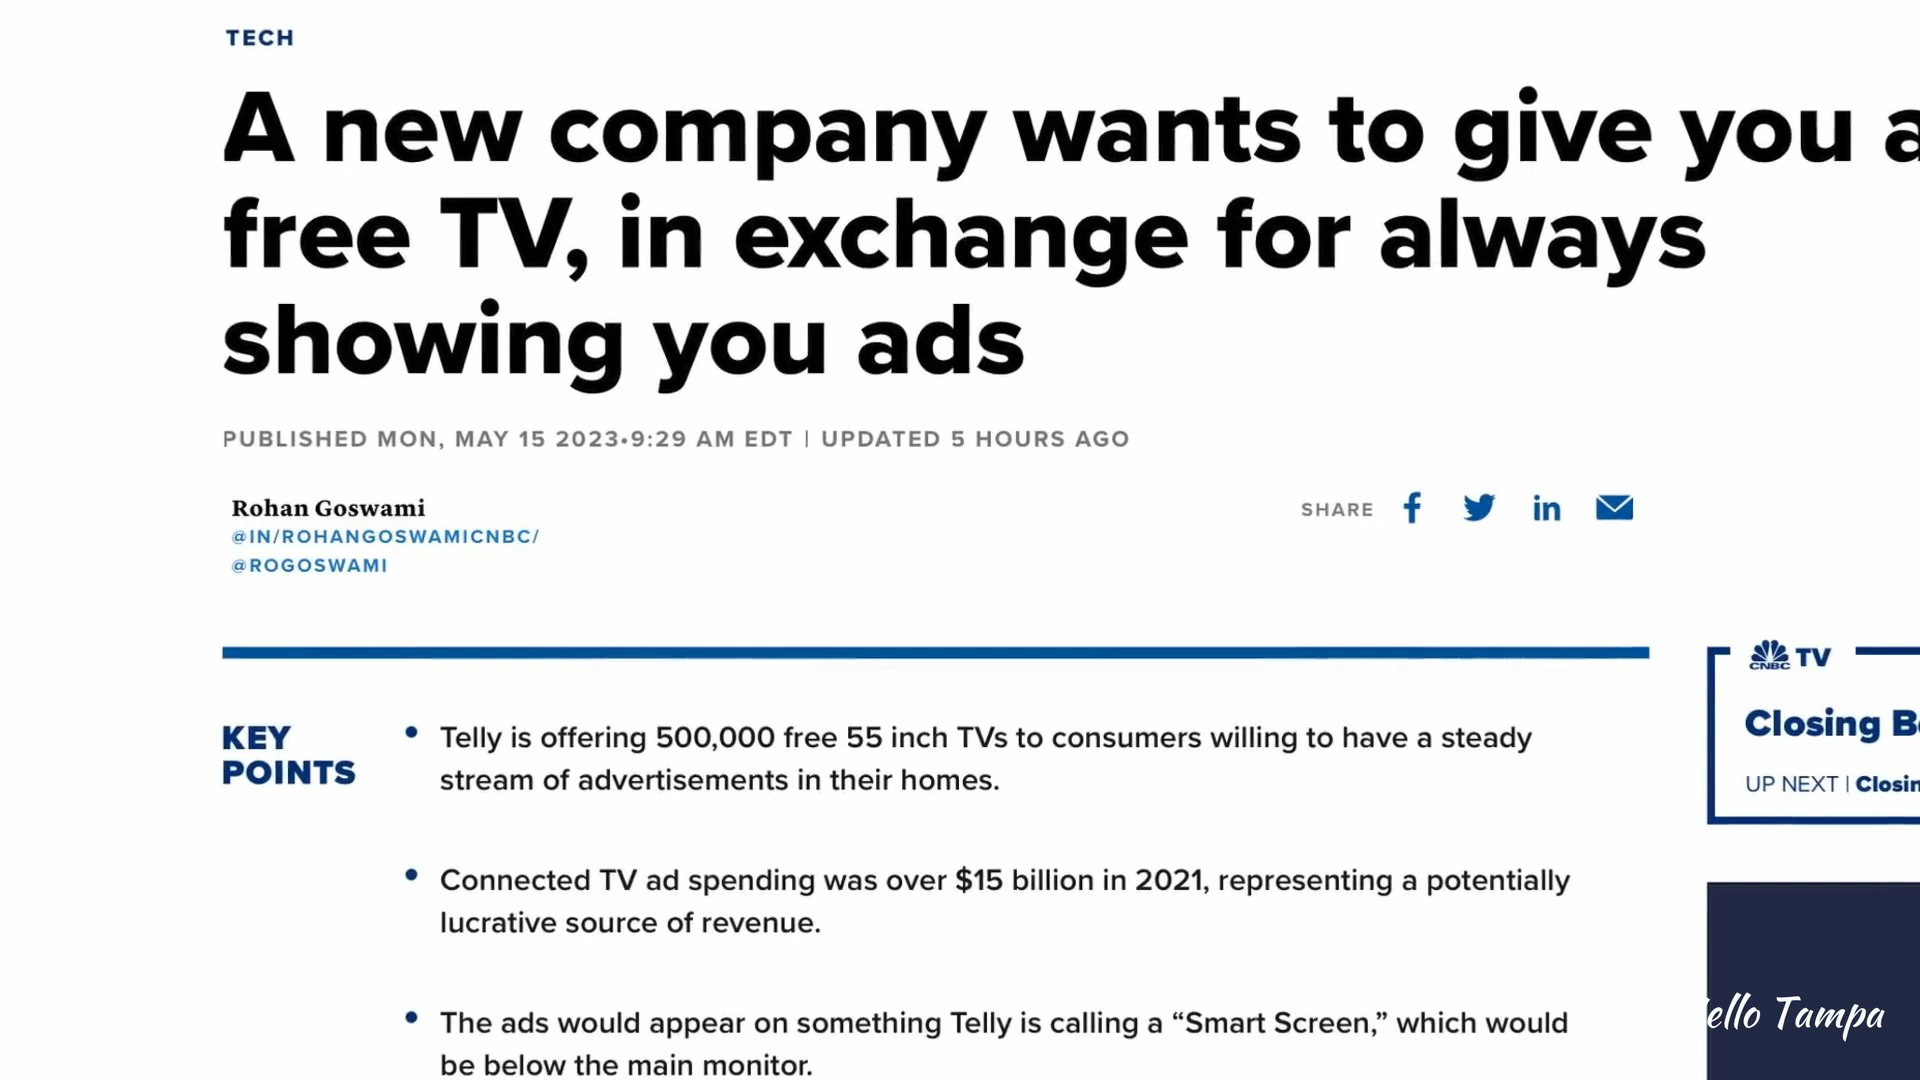 TECH
A new company wants to give you a
free TV, in exchange for always
showing you ads
PUBLISHED MON, MAY 15 2023•9:29 AM EDT | UPDATED 5 HOURS AGO
Rohan Goswami
@IN/ROHANGOSWAMICNBC/
@ROGOSWAMI
SHARE
KEY
POINTS
• Telly is offering 500,000 free 55 inch TVs to consumers willing to have a steady
stream of advertisements in their homes.
• Connected TV ad spending was over $15 billion in 2021, representing a potentially
lucrative source of revenue.
• The ads would appear on something Telly is calling a “Smart Screen,” which would
be below the main monitor.
CNBC TV
Closing
UP NEXT |
Tampa